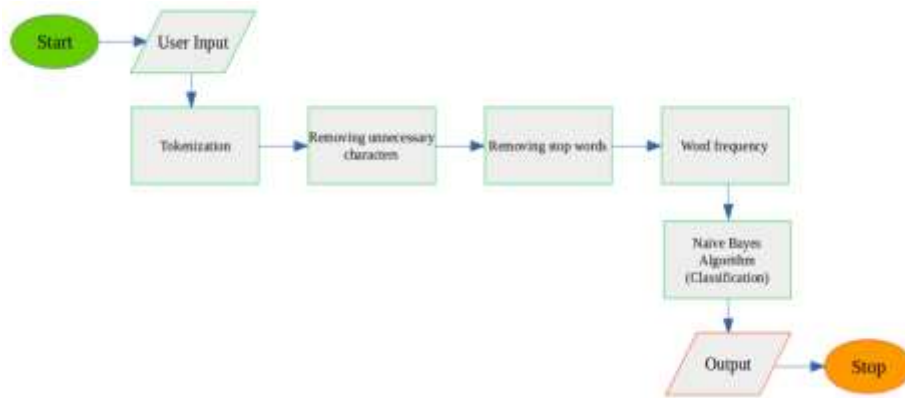 Start
User Input
Tokenization
Removing unnecessary
characters
Removing stop words
Word frequency
Naive Bayes
Algorithm
(Classification)
Output
Stop